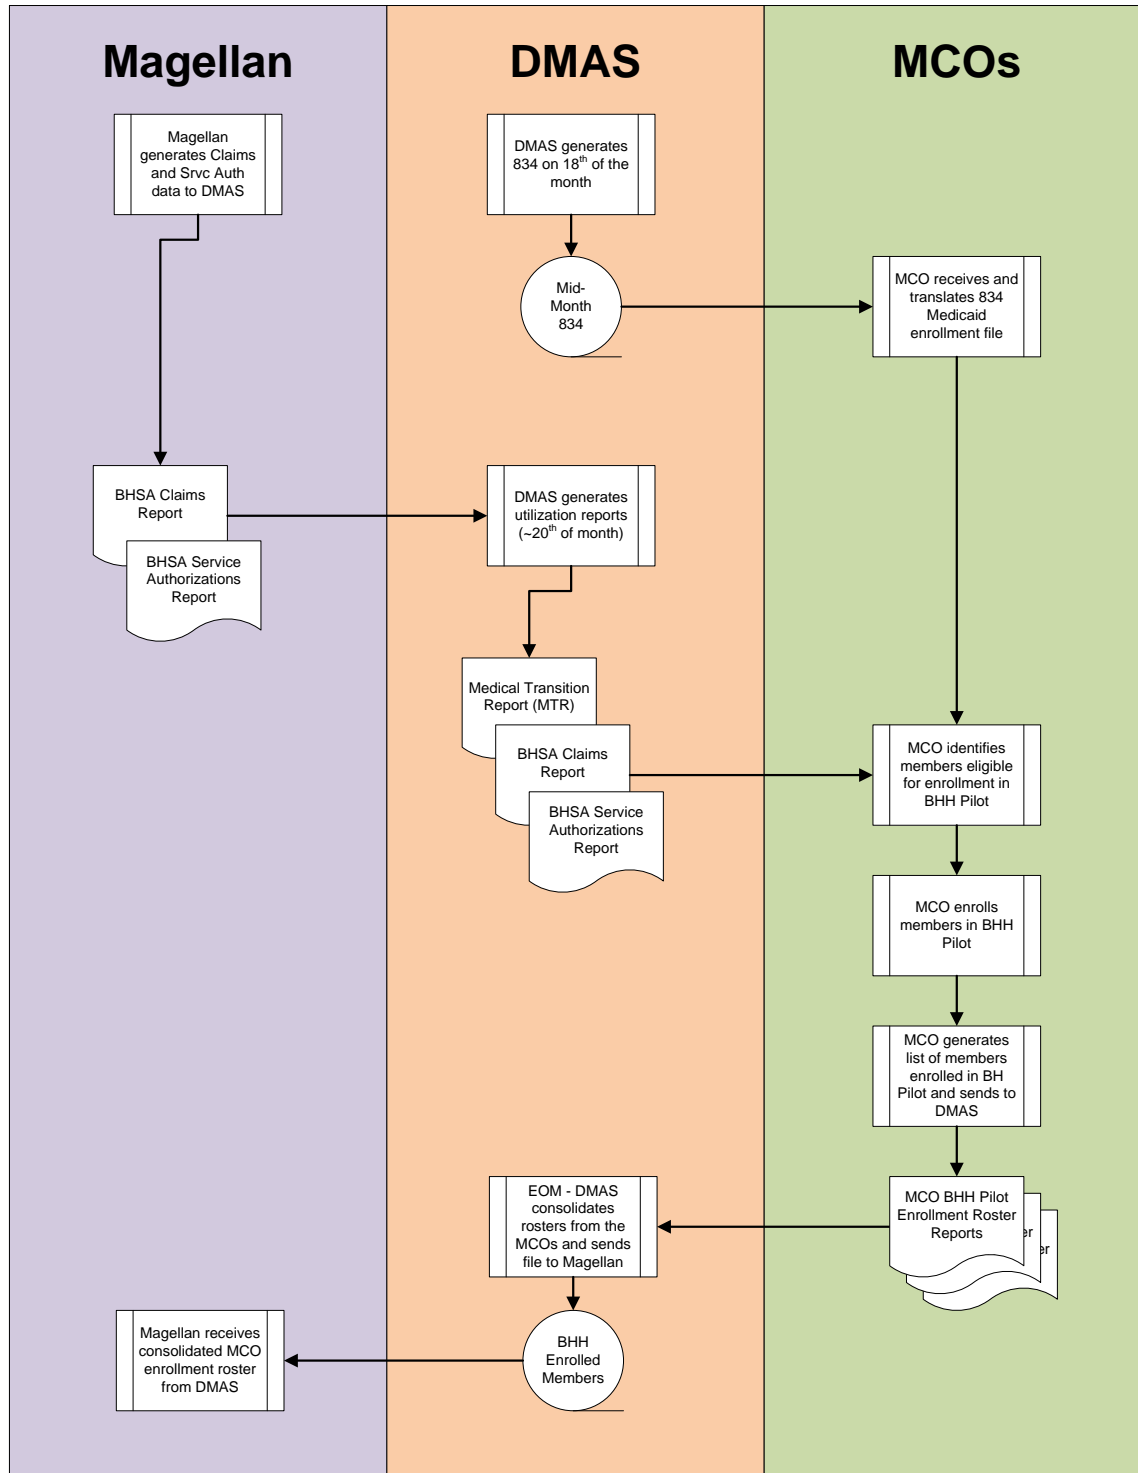 Magellan
DMAS
MCOs
Magellan
generates Claims
and Srvc Auth
data to DMAS
DMAS generates
834 on 18th of the
month
Mid-
Month
834
MCO receives and
translates 834
Medicaid
enrollment file
BHSA Claims
Report
BHSA Service
Authorizations
Report
DMAS generates
utilization reports
(~20th of month)
Medical Transition
Report (MTR)
BHSA Claims
Report
BHSA Service
Authorizations
Report
MCO identifies
members eligible
for enrollment in
BHH Pilot
MCO enrolls
members in BHH
Pilot
MCO generates
list of members
enrolled in BH
Pilot and sends to
DMAS
MCO BHH Pilot
Enrollment Roster
Reports
er
er
EOM - DMAS
consolidates
rosters from the
MCOs and sends
file to Magellan
BHH
Enrolled
Members
Magellan receives
consolidated MCO
enrollment roster
from DMAS